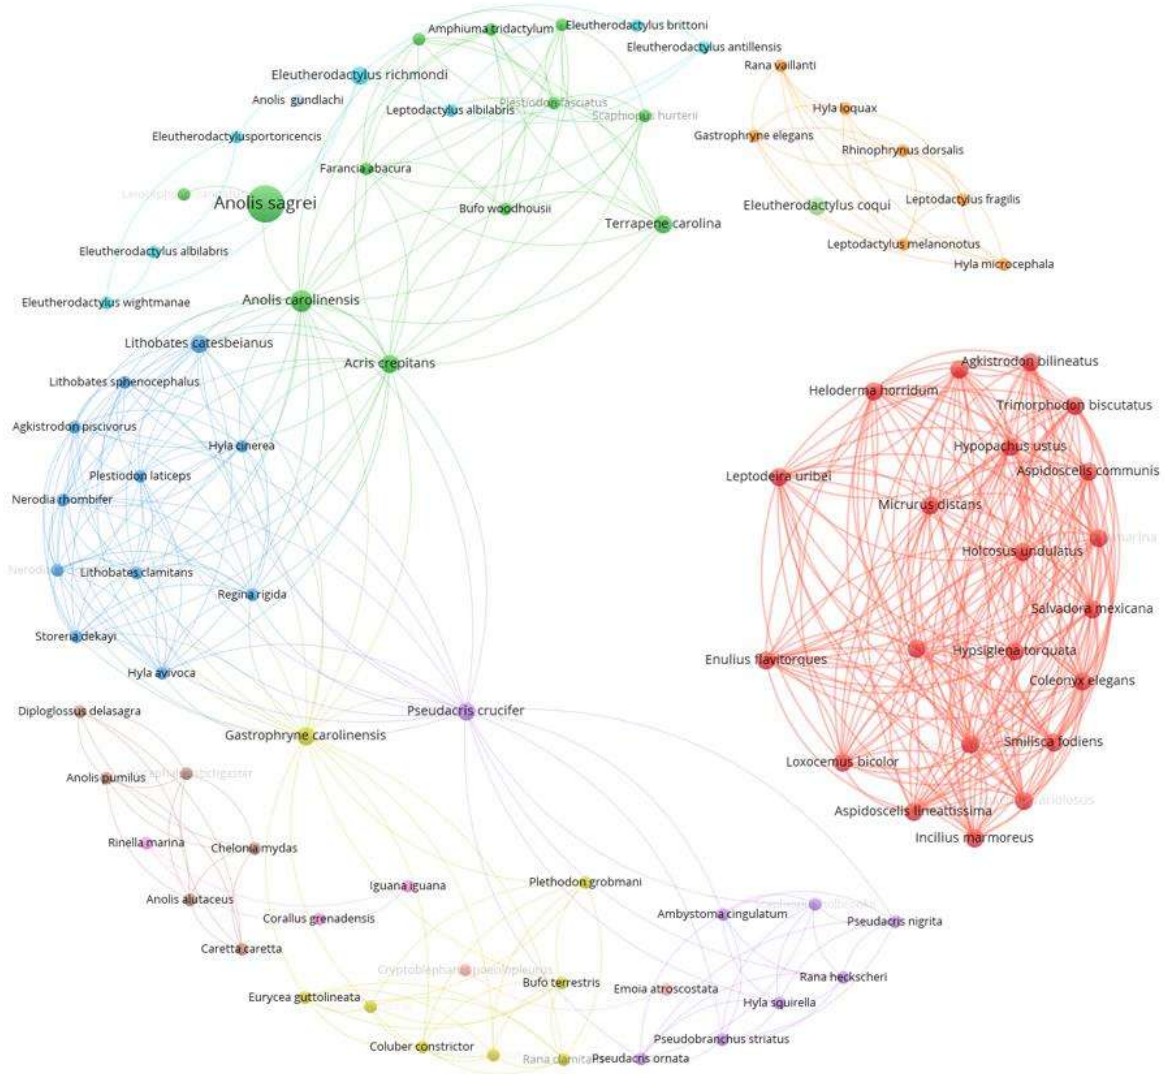 Amphiuma tridactylum
Eleutherodactylus brittoni
Eleutherodactylus antillensis
Rana vaillanti
Eleutherodactylus richmondi
Anolis gundlachi
Leptodactylus albilabris
Plestiodon fasciatus
Scaphiopus hurterii
Hyla loquax
Gastrophryne elegans
Eleutherodactylusportoricencis
Rhinophrynus dorsalis
Farancia abacura
Anolis sagrei
Bufo woodhousii
Terrapene carolina
Eleutherodactylus coqui
Leptodactylus fragilis
Leptodactylus melanonotus
Eleutherodactylus albilabris
Hyla microcephala
Eleutherodactylus wightmanae
Anolis carolinensis
Lithobates catesbeianus
Acris crepitans
Agkistrodon bilineatus
Lithobates sphenocephalus
Heloderma horridum
Trimorphodon biscutatus
Agkistrodon piscivorus
Hyla cinerea
Hypopachus ustus
Plestiodon laticeps
Aspidoscelis communis
Leptodeira uribei
Nerodia rhombifer
Micrurus distans
marina
Holcosus undulatus
Nerodia
Lithobates clamitans
Regina rigida
Salvadora mexicana
Storeria dekayi
Hypsiglena torquata
Enulius flavitorques
Hyla avivoca
Coleonyx elegans
Diploglossus delasagra
Pseudacris crucifer
Gastrophryne carolinensis
Smilisca fodiens
Loxocemus bicolor
Anolis pumilus
Aspidoscelis lineattissima
Incilius marmoreus
Rinella marina
Chelonia mydas
Iguana iguana
Plethodon grobmani
Anolis alutaceus
Corallus grenadensis
Ambystoma cingulatum
Pseudacris nigrita
Caretta caretta
Bufo terrestris
Emoia atroscostata
Rana heckscheri
Eurycea guttolineata
Hyla squirella
Coluber constrictor
Pseudobranchus striatus
Rana clamitans
Pseudacris ornata